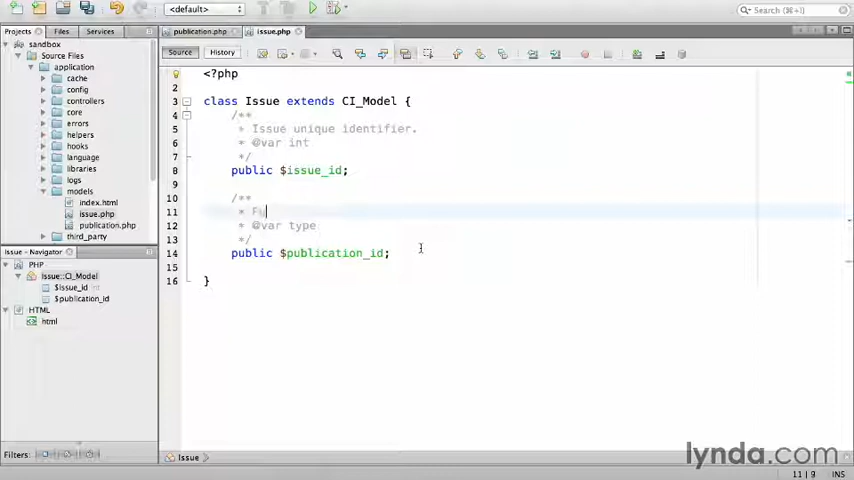 <default>
Search (⌘+I)
Projects Files Services
publication.php issue.php
Source History
sandbox
Source Files
application
cache
config
controllers
core
errors
helpers
hooks
language
libraries
logs
models
index.html
issue.php
publication.php
third_party
Issue - Navigator
PHP
Issue::CI_Model
$issue_id int
$publication_id
HTML
html
Filters:
1 <?php
2
3 class Issue extends CI_Model {
4 /**
5 * Issue unique identifier.
6 * @var int
7 */
8 public $issue_id;
9
10 /**
11 * Fu
12 * @var type
13 */
14 public $publication_id;
15
16 }
Issue
lynda.com
11 | 9 INS